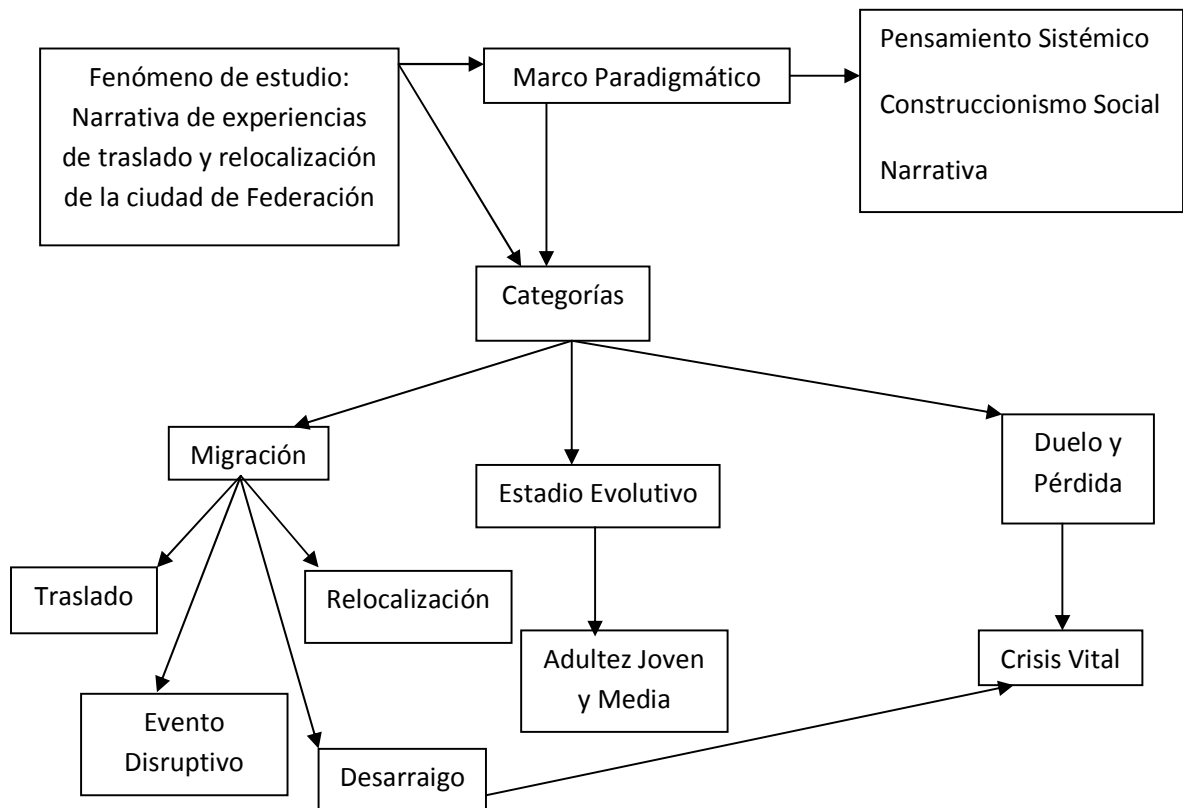 Fenómeno de estudio:
Narrativa de experiencias
de traslado y relocalización
de la ciudad de Federación
Marco Paradigmático
Pensamiento Sistémico
Construccionismo Social
Narrativa
Categorías
Migración
Estadio Evolutivo
Duelo y
Pérdida
Traslado
Relocalización
Adultez Joven
y Media
Crisis Vital
Evento
Disruptivo
Desarraigo